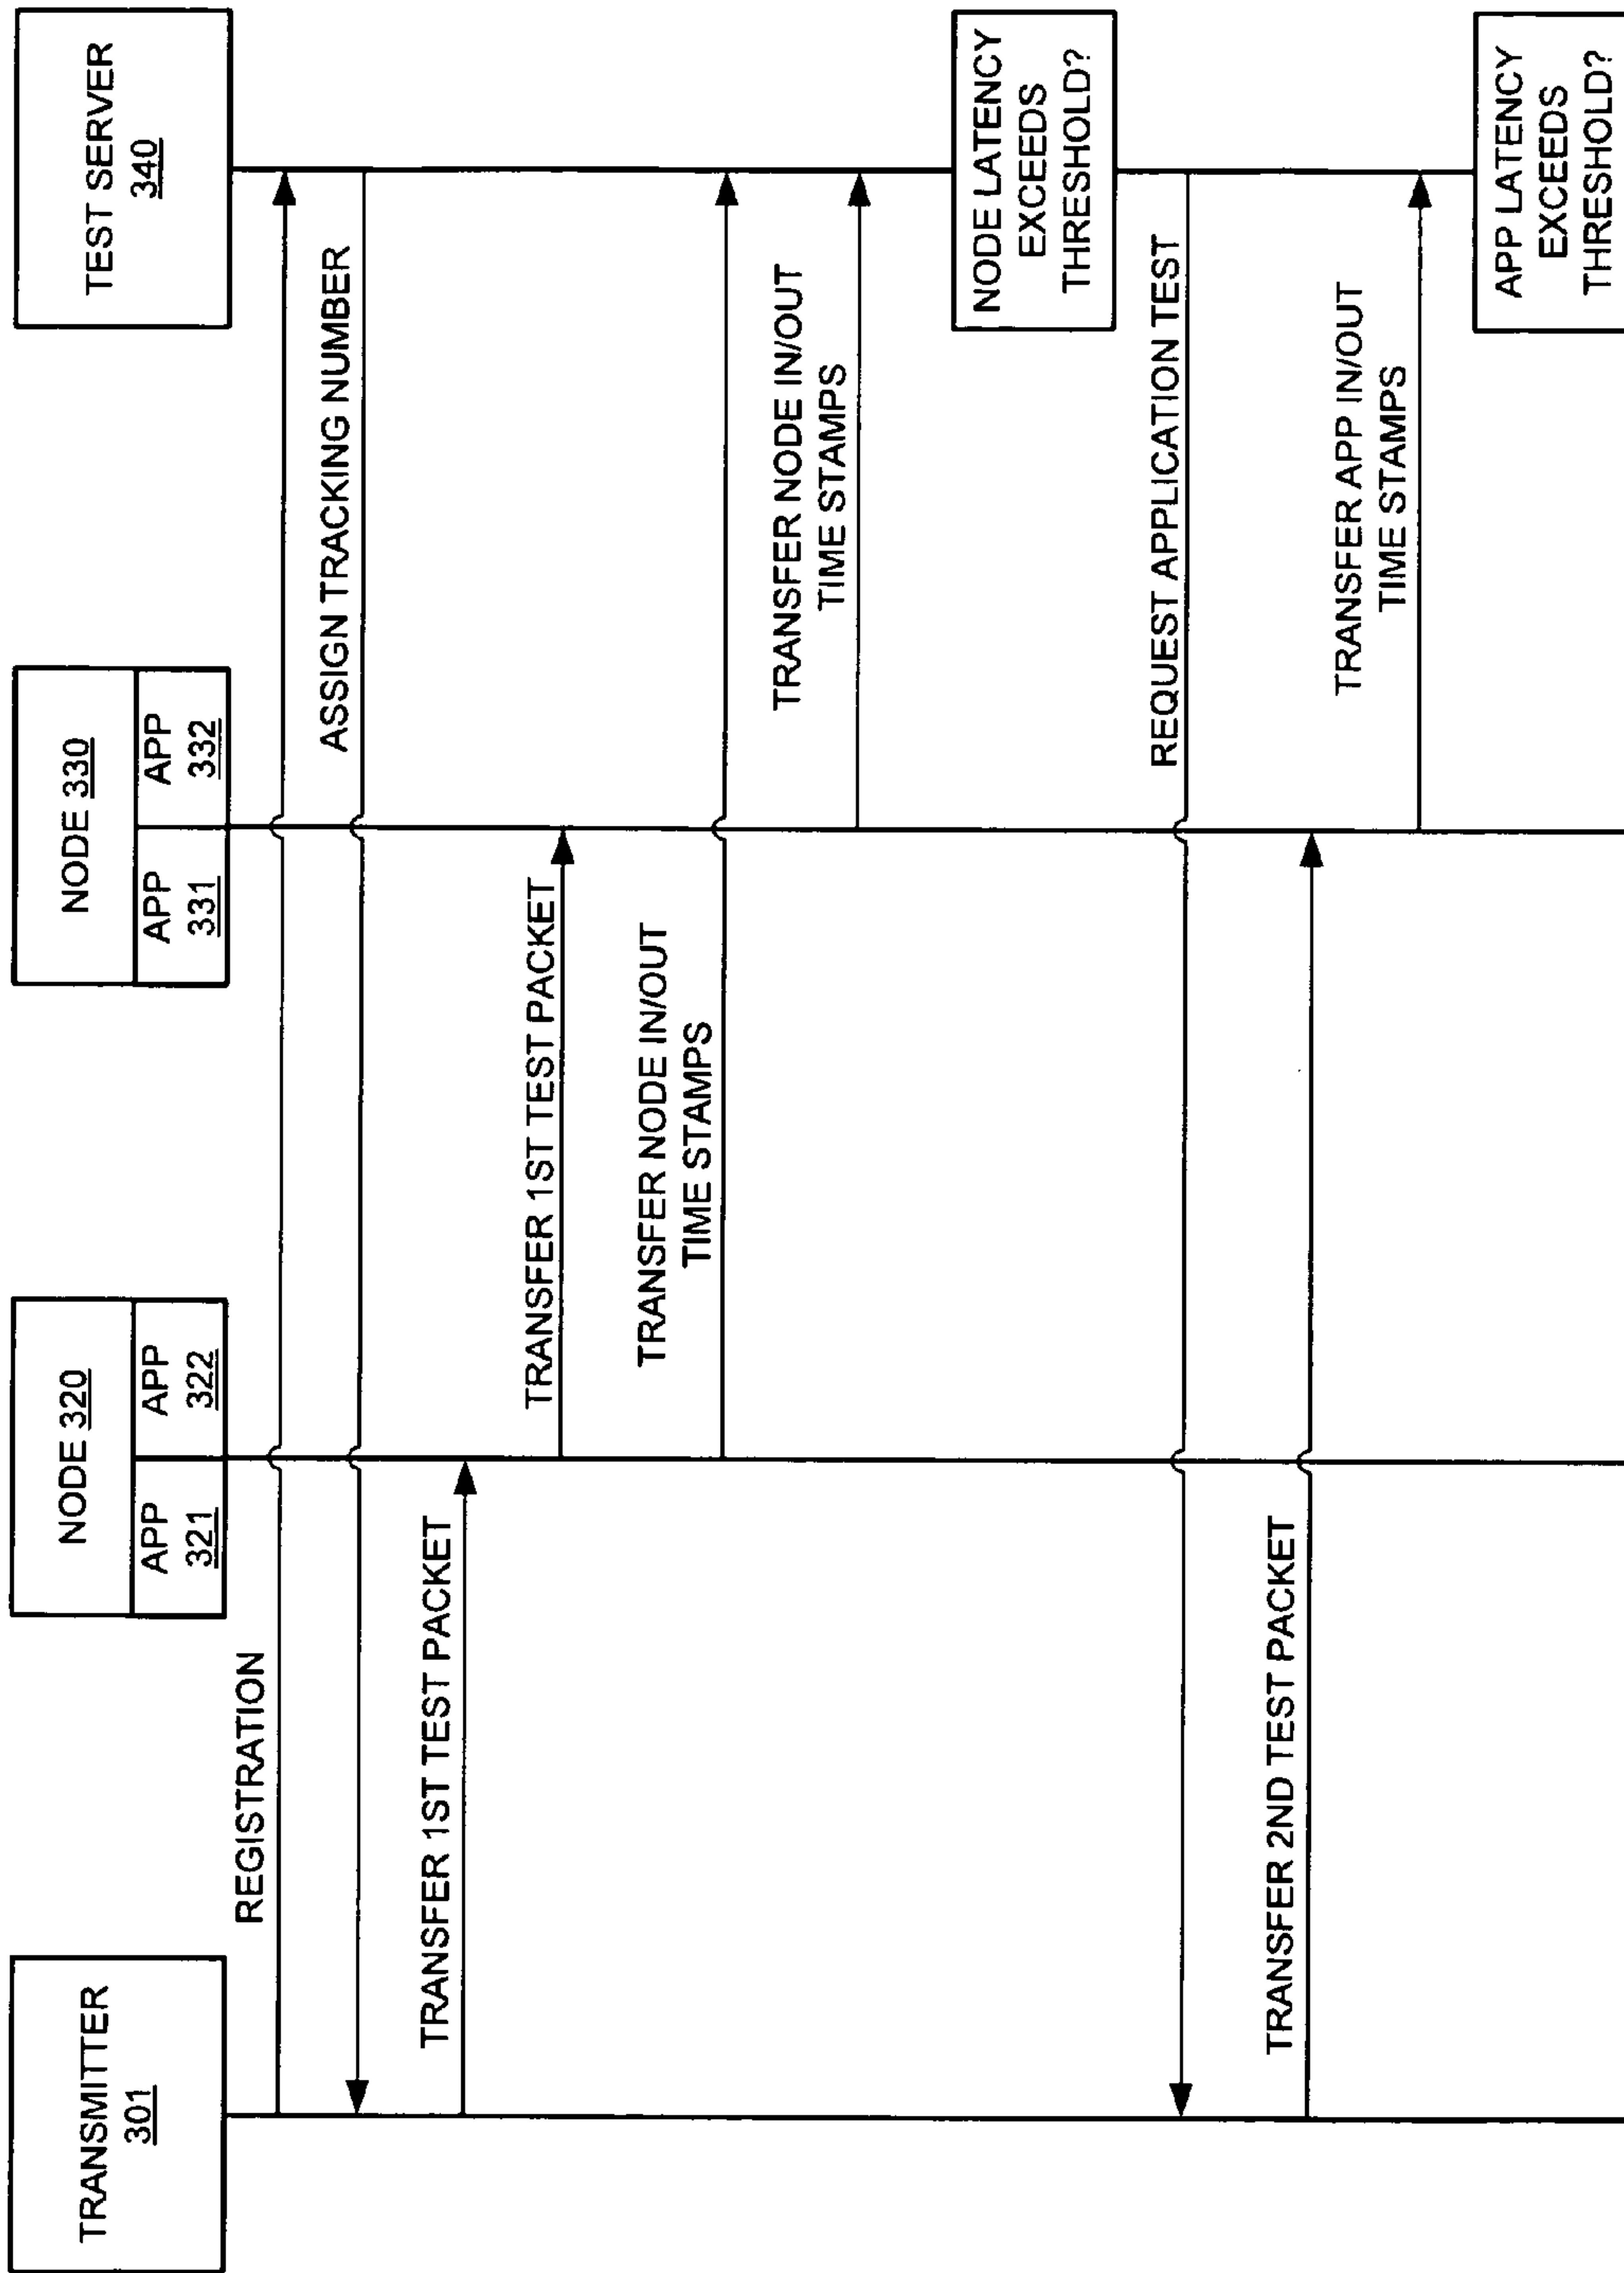 TRANSMITTER
301
NODE 320
APP
321
APP
322
NODE 330
APP
331
APP
332
TEST SERVER
340
REGISTRATION
ASSIGN TRACKING NUMBER
TRANSFER 1ST TEST PACKET
TRANSFER 1ST TEST PACKET
TRANSFER NODE IN/OUT
TIME STAMPS
TRANSFER NODE IN/OUT
TIME STAMPS
NODE LATENCY
EXCEEDS
THRESHOLD?
REQUEST APPLICATION TEST
TRANSFER 2ND TEST PACKET
TRANSFER APP IN/OUT
TIME STAMPS
APP LATENCY
EXCEEDS
THRESHOLD?